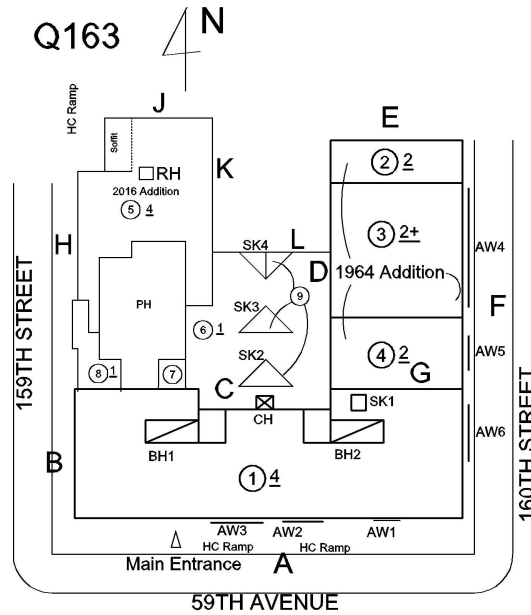 Q163
N
HC Ramp
J
E
Soffit
RH
2016 Addition
5 4
K
2 2
H
SK4
L
D
3 2+
1964 Addition
AW4
F
PH
9
SK3
6 1
159TH STREET
SK2
4 2
AW5
G
8 1
7
C
SK1
CH
AW6
B
BH1
BH2
1 4
160TH STREET
AW3
AW2
AW1
HC Ramp
HC Ramp
Main Entrance
A
59TH AVENUE